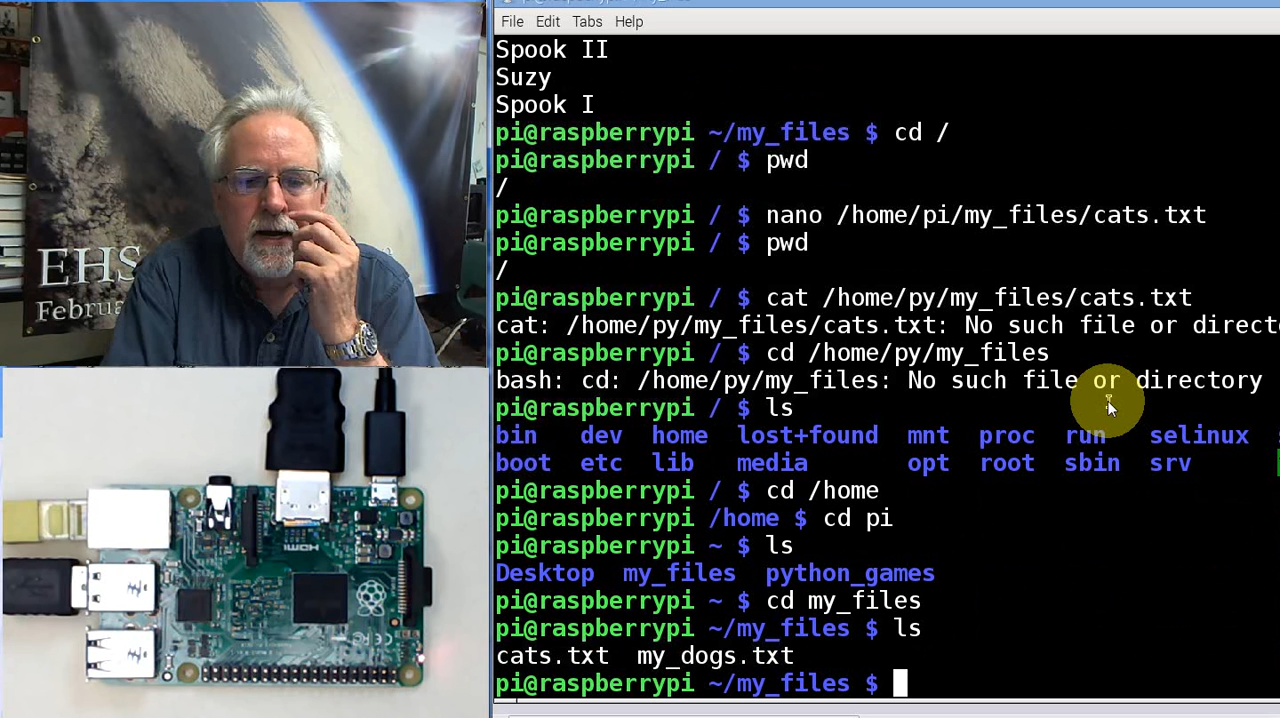 EHS
Februa
HDMI
File Edit Tabs Help
Spook II
Suzy
Spook I
pi@raspberrypi ~/my_files $ cd /
pi@raspberrypi / $ pwd
/
pi@raspberrypi / $ nano /home/pi/my_files/cats.txt
pi@raspberrypi / $ pwd
/
pi@raspberrypi / $ cat /home/py/my_files/cats.txt
cat: /home/py/my_files/cats.txt: No such file or direct
pi@raspberrypi / $ cd /home/py/my_files
bash: cd: /home/py/my_files: No such file or directory
pi@raspberrypi / $ ls
bin dev home lost+found mnt proc run selinux
boot etc lib media opt root sbin srv
pi@raspberrypi / $ cd /home
pi@raspberrypi /home $ cd pi
pi@raspberrypi ~ $ ls
Desktop my_files python_games
pi@raspberrypi ~ $ cd my_files
pi@raspberrypi ~/my_files $ ls
cats.txt my_dogs.txt
pi@raspberrypi ~/my_files $